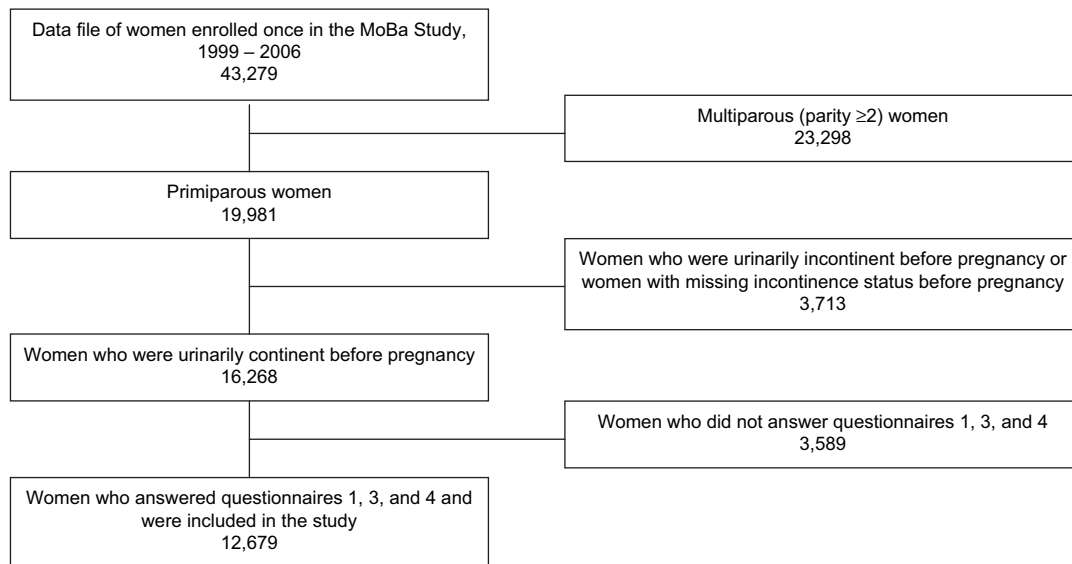 Data file of women enrolled once in the MoBa Study,
1999 – 2006
43,279
Multiparous (parity ≥2) women
23,298
Primiparous women
19,981
Women who were urinarily incontinent before pregnancy or
women with missing incontinence status before pregnancy
3,713
Women who were urinarily continent before pregnancy
16,268
Women who did not answer questionnaires 1, 3, and 4
3,589
Women who answered questionnaires 1, 3, and 4 and
were included in the study
12,679